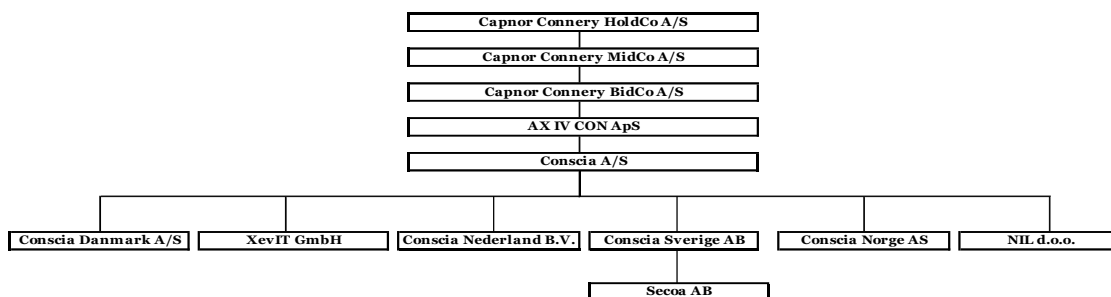 Capnor Connery HoldCo A/S
Capnor Connery MidCo A/S
Capnor Connery BidCo A/S
AX IV CON ApS
Conscia A/S
Conscia Danmark A/S
XevIT GmbH
Conscia Nederland B.V.
Conscia Sverige AB
Conscia Norge AS
NIL d.o.o.
Secoa AB